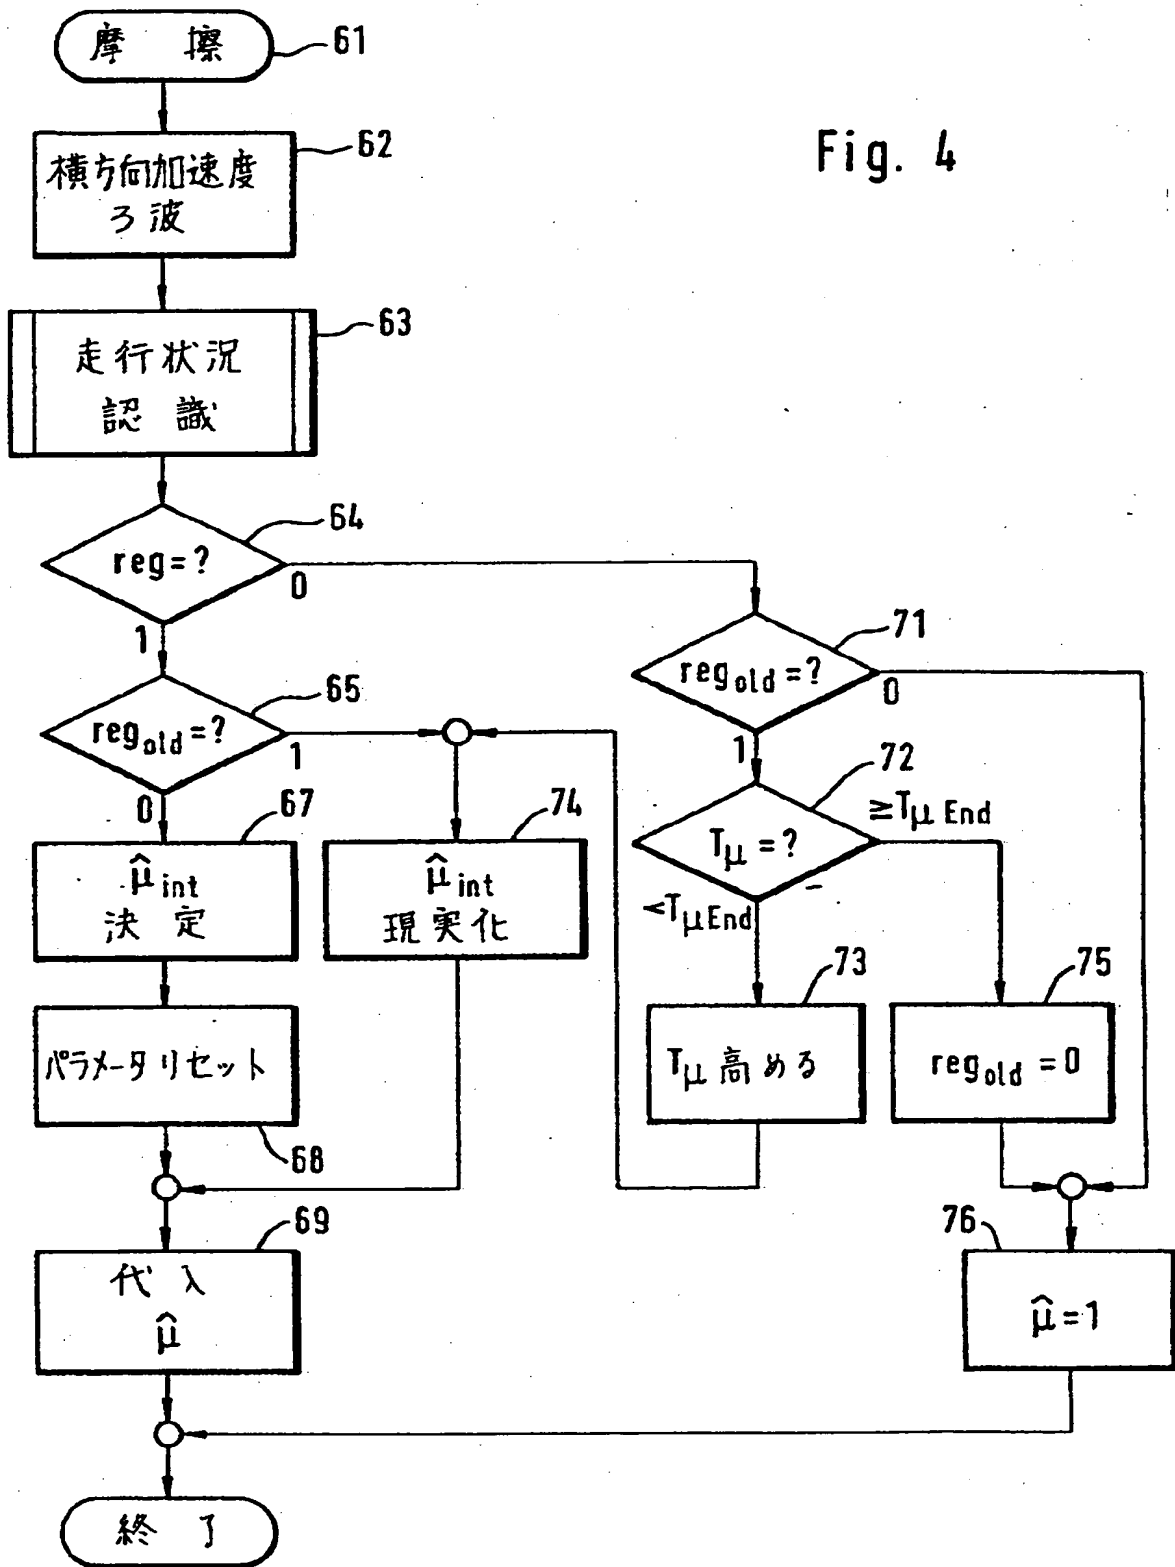 摩擦
61
Fig. 4
62
横方向加速度
ろ波
63
走行状況
認識
64
reg=?
0
1
71
reg_old=?
0
1
65
reg_old=?
1
0
72
T_μ=?
≧T_μ End
<T_μ End
67
μ̂_int
決定
74
μ̂_int
現実化
73
T_μ 高める
75
reg_old=0
パラメータリセット
68
69
代入
μ̂
76
μ̂=1
終了